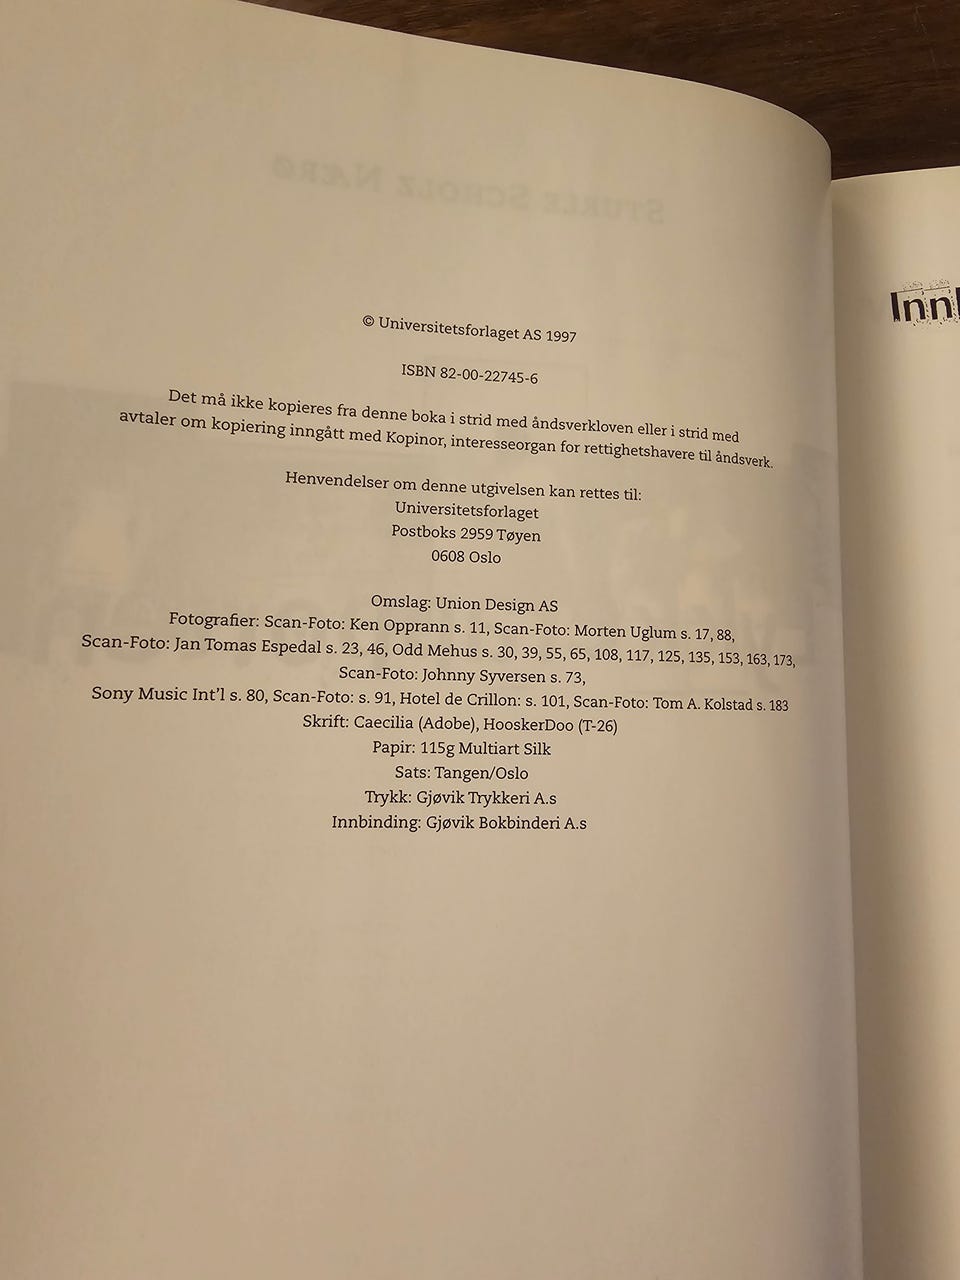 © Universitetsforlaget AS 1997
ISBN 82-00-22745-6
Det må ikke kopieres fra denne boka i strid med åndsverkloven eller i strid med
avtaler om kopiering inngått med Kopinor, interesseorgan for rettighetshavere til åndsverk.
Henvendelser om denne utgivelsen kan rettes til:
Universitetsforlaget
Postboks 2959 Tøyen
0608 Oslo
Omslag: Union Design AS
Fotografier: Scan-Foto: Ken Opprann s. 11, Scan-Foto: Morten Uglum s. 17, 88,
Scan-Foto: Jan Tomas Espedal s. 23, 46, Odd Mehus s. 30, 39, 55, 65, 108, 117, 125, 135, 153, 163, 173,
Scan-Foto: Johnny Syversen s. 73,
Sony Music Int'l s. 80, Scan-Foto: s. 91, Hotel de Crillon: s. 101, Scan-Foto: Tom A. Kolstad s. 183
Skrift: Caecilia (Adobe), HooskerDoo (T-26)
Papir: 115g Multiart Silk
Sats: Tangen/Oslo
Trykk: Gjøvik Trykkeri A.s
Innbinding: Gjøvik Bokbinderi A.s